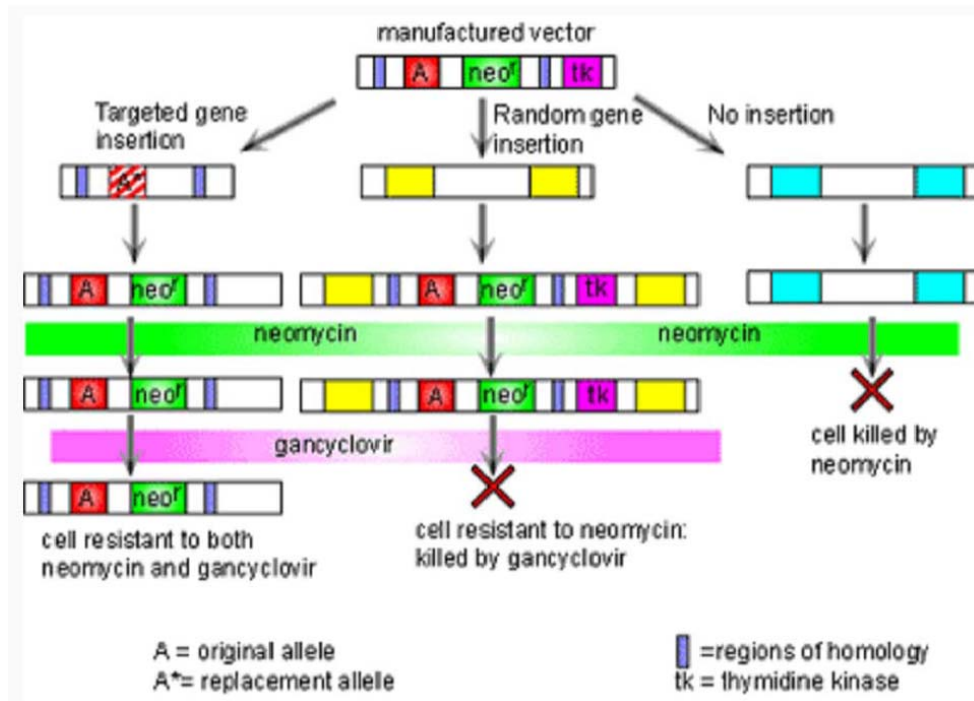 manufactured vector
A neoʳ tk
Targeted gene
insertion
Random gene
insertion
No insertion
A*
A neoʳ
A neoʳ tk
neomycin
neomycin
A neoʳ
A neoʳ tk
cell killed by
neomycin
gancyclovir
A neoʳ
cell resistant to both
neomycin and gancyclovir
cell resistant to neomycin:
killed by gancyclovir
A = original allele
A*= replacement allele
=regions of homology
tk = thymidine kinase